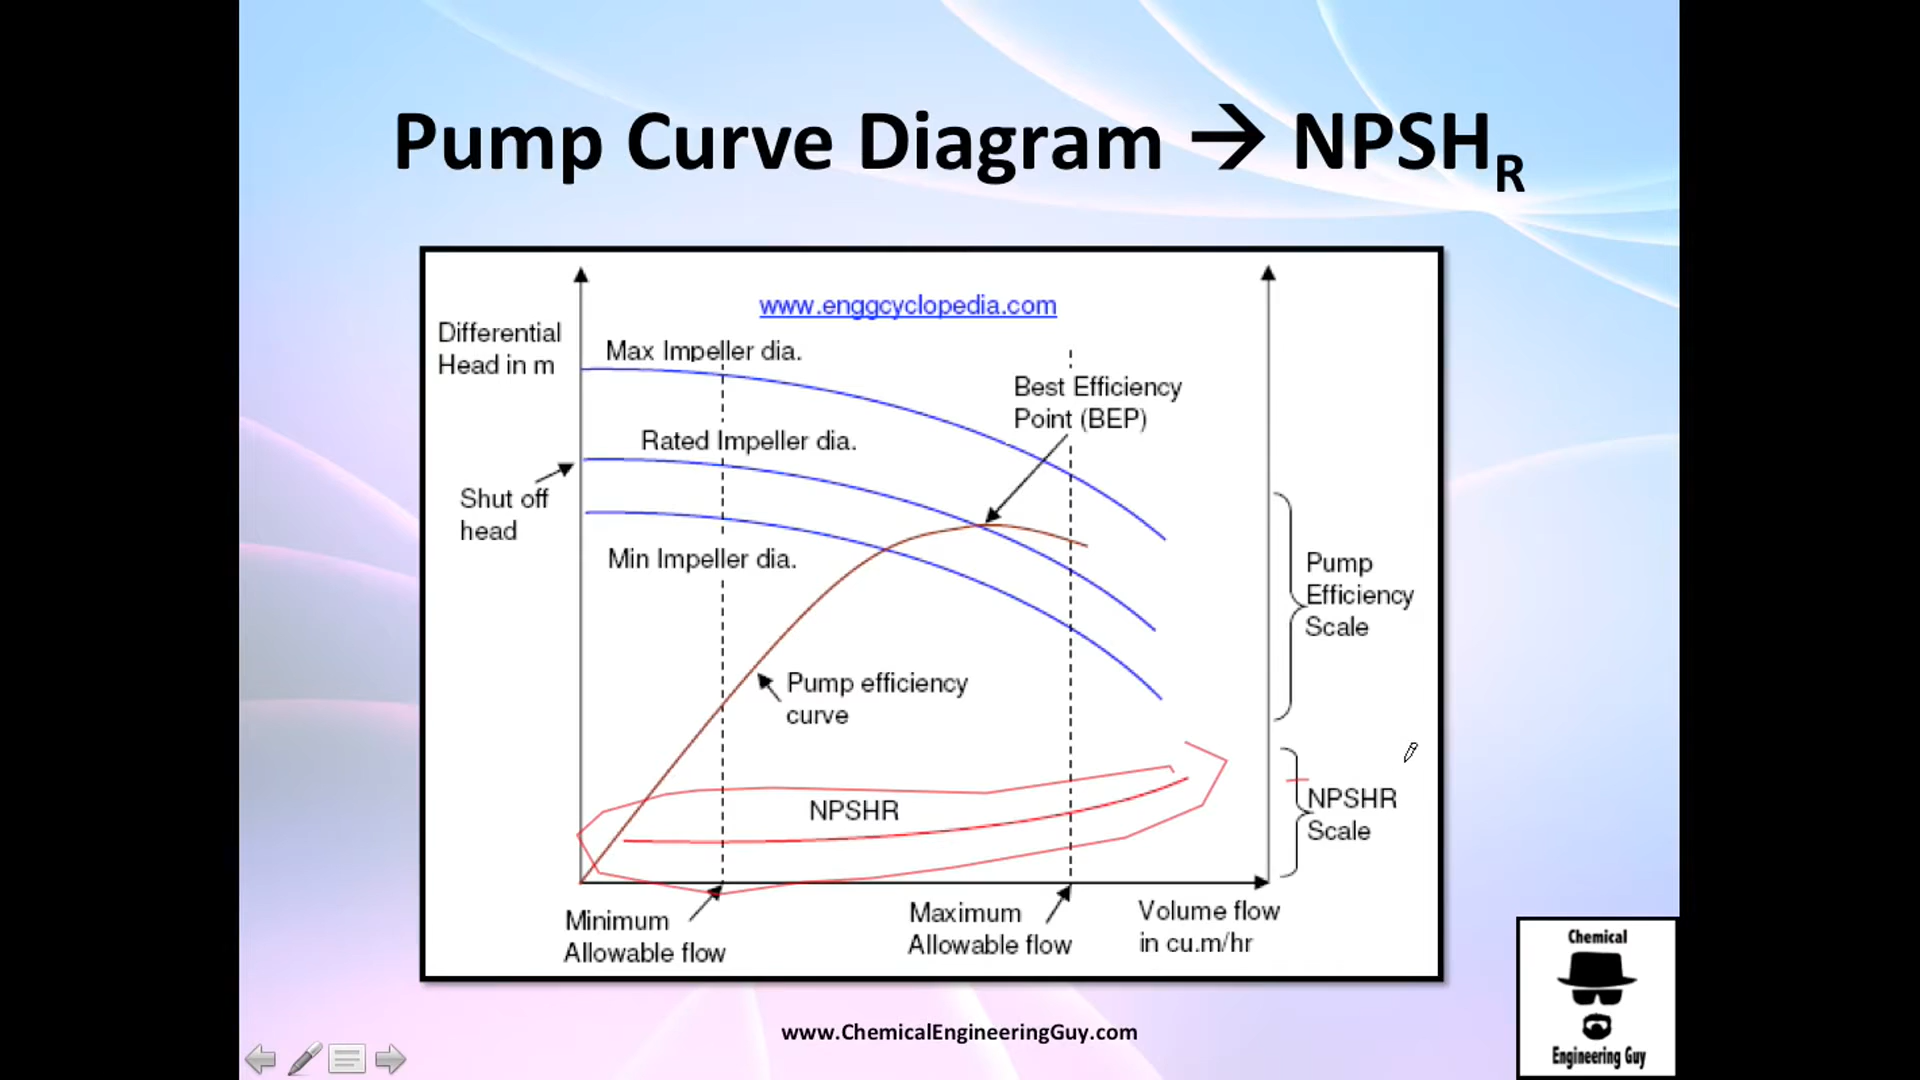 Pump Curve Diagram → NPSHR
www.enggcyclopedia.com
Differential
Head in m
Max Impeller dia.
Best Efficiency
Point (BEP)
Rated Impeller dia.
Shut off
head
Min Impeller dia.
Pump
Efficiency
Scale
Pump efficiency
curve
NPSHR
NPSHR
Scale
Minimum
Allowable flow
Maximum
Allowable flow
Volume flow
in cu.m/hr
Chemical
Engineering Guy
www.ChemicalEngineeringGuy.com